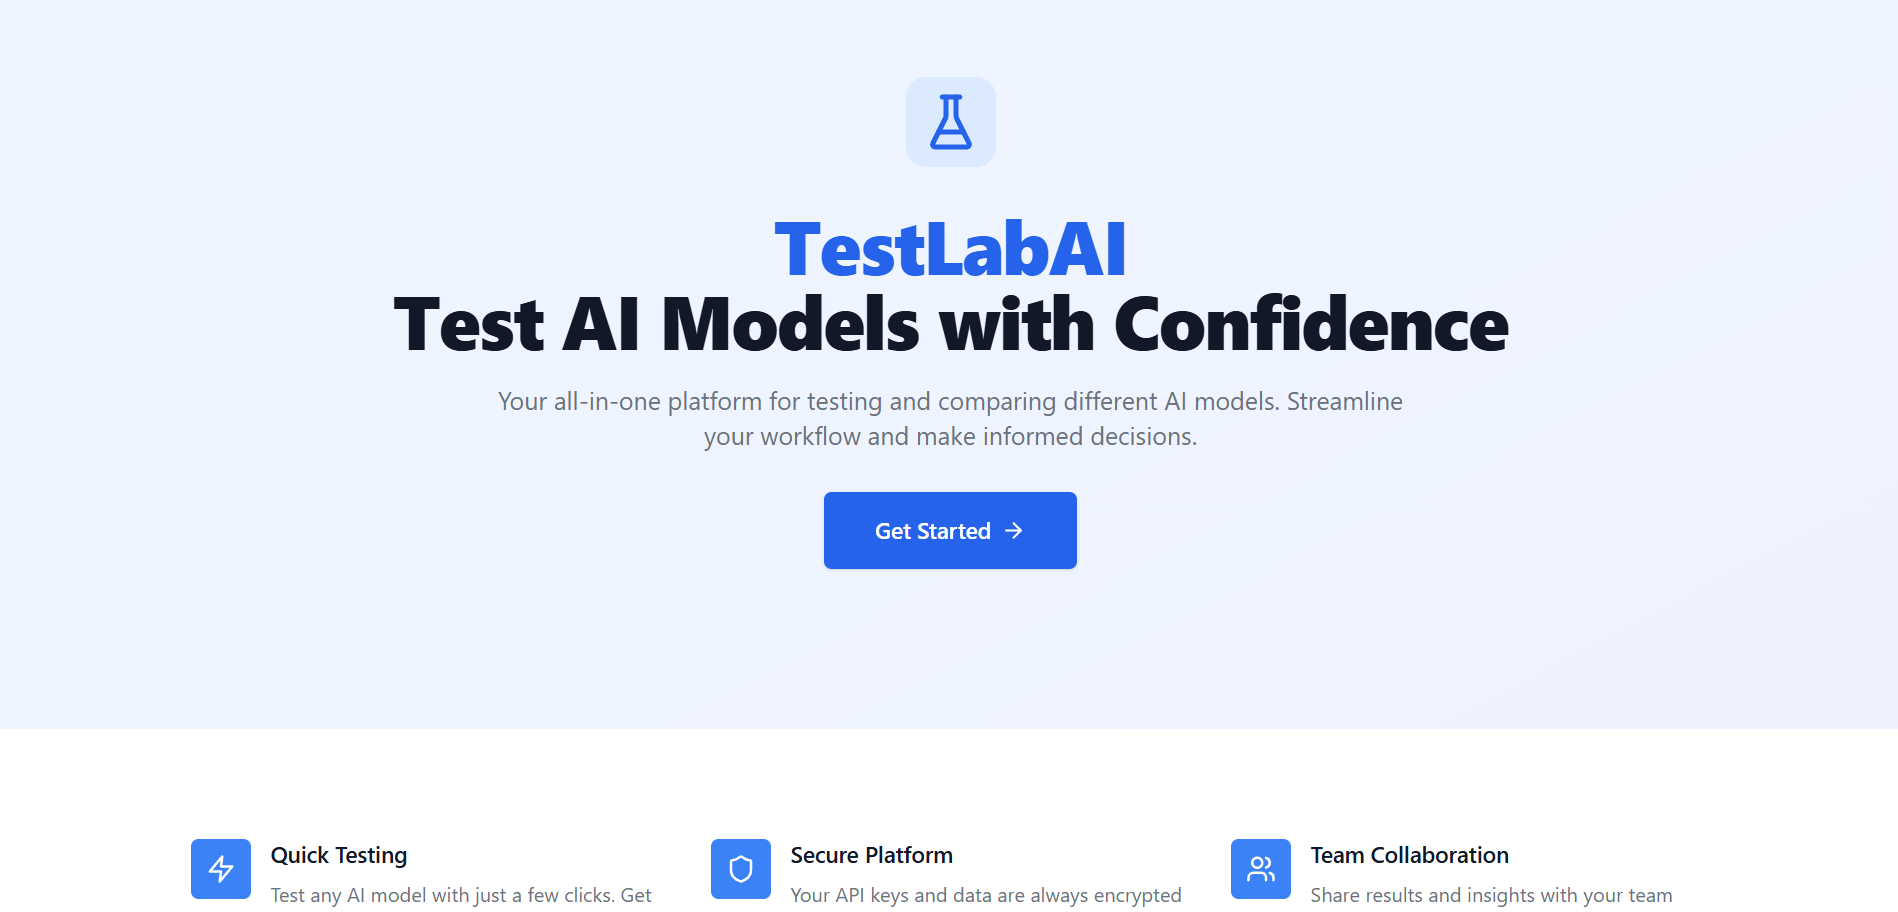 TestLabAI
Test AI Models with Confidence
Your all-in-one platform for testing and comparing different AI models. Streamline
your workflow and make informed decisions.
Get Started
Quick Testing
Test any AI model with just a few clicks. Get
Secure Platform
Your API keys and data are always encrypted
Team Collaboration
Share results and insights with your team